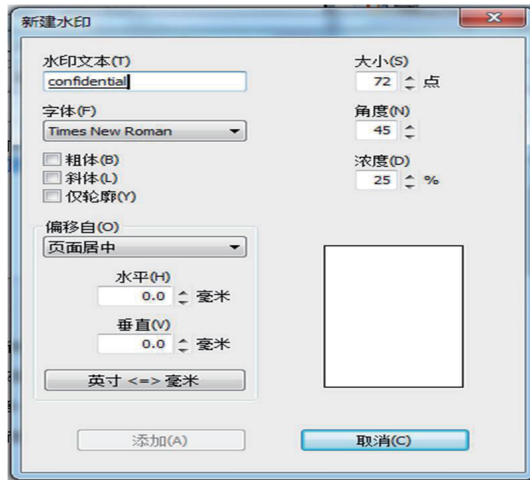 新建水印
水印文本(T)
confidential
字体(F)
Times New Roman
粗体(B)
斜体(L)
仅轮廓(Y)
偏移自(O)
页面居中
水平(H)
0.0 毫米
垂直(V)
0.0 毫米
英寸 <=> 毫米
大小(S)
72 点
角度(N)
45
浓度(D)
25 %
添加(A)
取消(C)